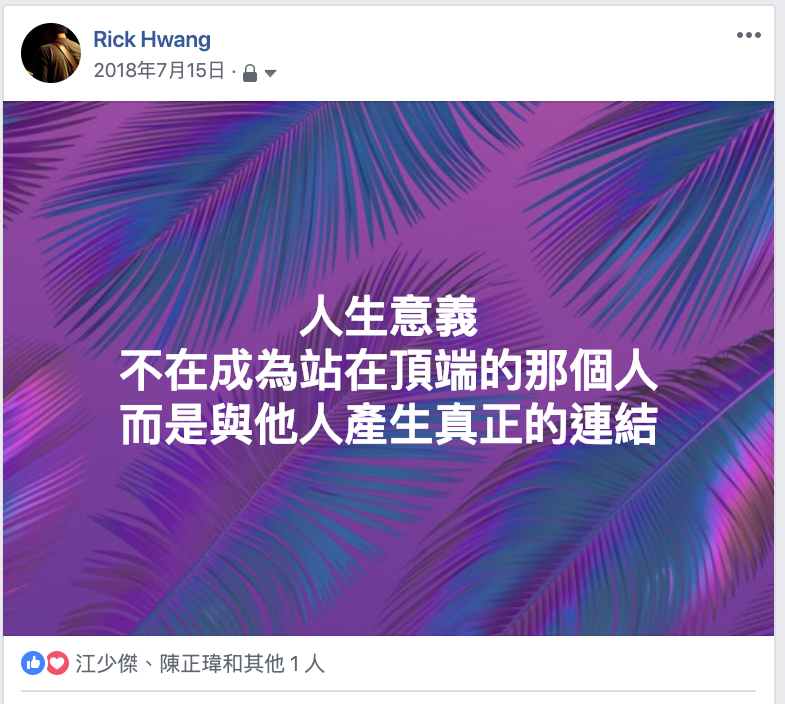 Rick Hwang
2018年7月15日 ·
人生意義
不在成為站在頂端的那個人
而是與他人產生真正的連結
江少傑、陳正瑋和其他 1 人